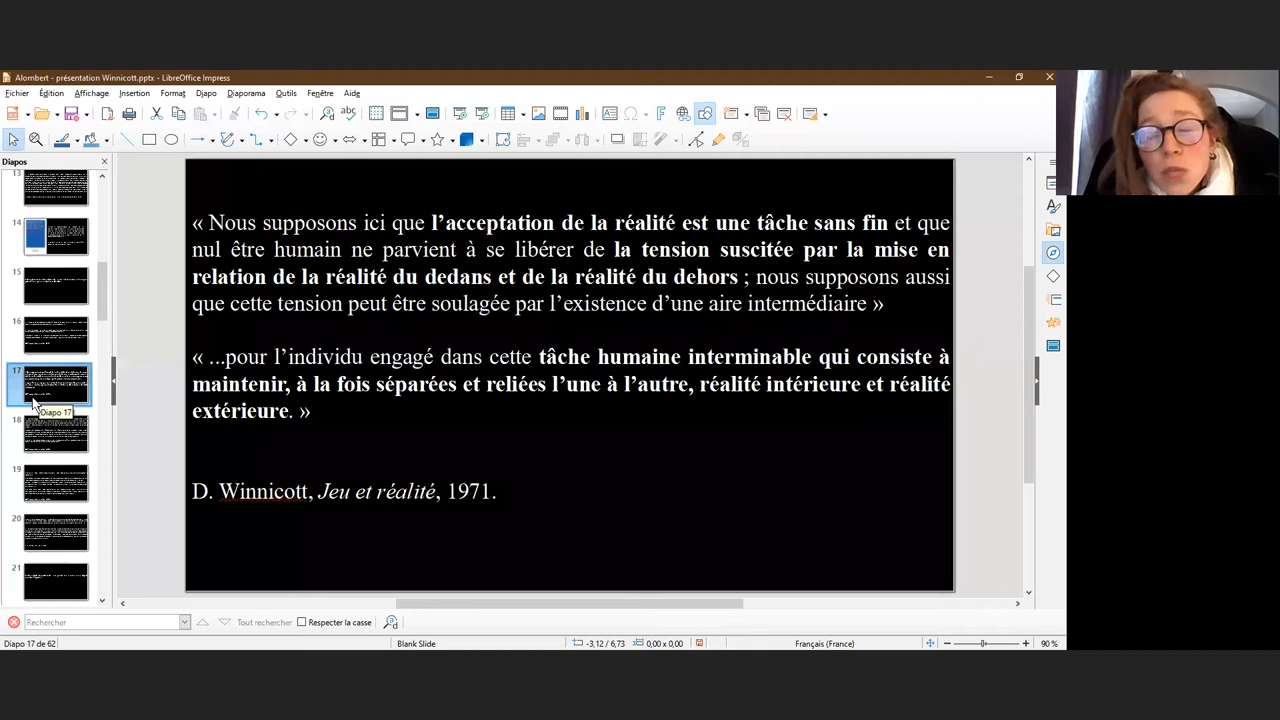 Alombert - présentation Winnicott.pptx - LibreOffice Impress
Fichier Édition Affichage Insertion Format Diapo Diaporama Outils Fenêtre Aide
Diapos
13
14
15
16
17
Diapo 17
18
19
20
21
« Nous supposons ici que l’acceptation de la réalité est une tâche sans fin et que
nul être humain ne parvient à se libérer de la tension suscitée par la mise en
relation de la réalité du dedans et de la réalité du dehors ; nous supposons aussi
que cette tension peut être soulagée par l’existence d’une aire intermédiaire »
« ...pour l’individu engagé dans cette tâche humaine interminable qui consiste à
maintenir, à la fois séparées et reliées l’une à l’autre, réalité intérieure et réalité
extérieure. »
D. Winnicott, Jeu et réalité, 1971.
Rechercher Tout rechercher Respecter la casse
Diapo 17 de 62 Blank Slide -3,12 / 6,73 0,00 x 0,00 Français (France) 90 %